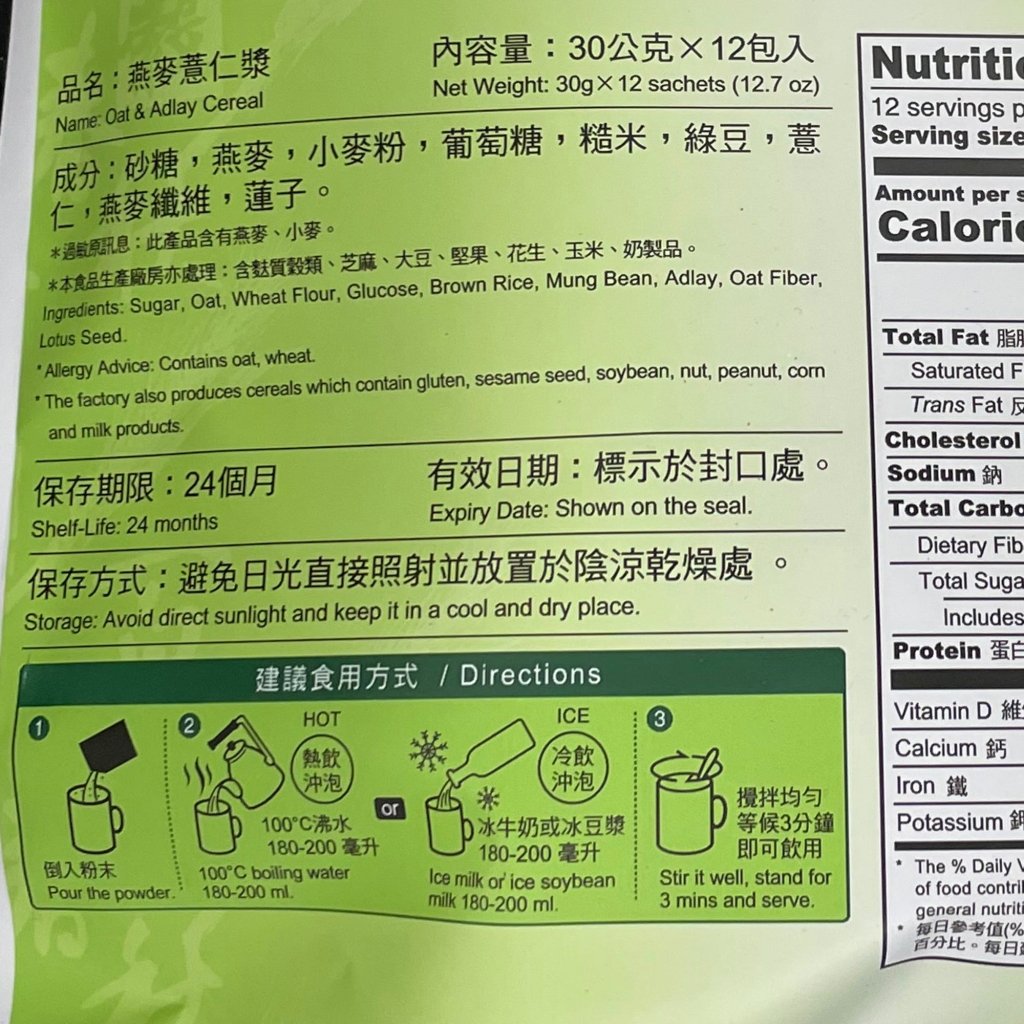 品名：燕麥薏仁漿
Name: Oat & Adlay Cereal
內容量：30公克×12包入
Net Weight: 30g×12 sachets (12.7 oz)
成分：砂糖，燕麥，小麥粉，葡萄糖，糙米，綠豆，薏
仁，燕麥纖維，蓮子。
*過敏原訊息：此產品含有燕麥、小麥。
*本食品生產廠房亦處理：含麩質穀類、芝麻、大豆、堅果、花生、玉米、奶製品。
Ingredients: Sugar, Oat, Wheat Flour, Glucose, Brown Rice, Mung Bean, Adlay, Oat Fiber,
Lotus Seed.
*Allergy Advice: Contains oat, wheat.
*The factory also produces cereals which contain gluten, sesame seed, soybean, nut, peanut, corn
and milk products.
保存期限：24個月
Shelf-Life: 24 months
有效日期：標示於封口處。
Expiry Date: Shown on the seal.
保存方式：避免日光直接照射並放置於陰涼乾燥處。
Storage: Avoid direct sunlight and keep it in a cool and dry place.
建議食用方式 / Directions
1
倒入粉末
Pour the powder.
2
HOT
熱飲
沖泡
100°C沸水
180-200 毫升
100°C boiling water
180-200 ml.
or
ICE
冷飲
沖泡
冰牛奶或冰豆漿
180-200 毫升
Ice milk or ice soybean
milk 180-200 ml.
3
攪拌均勻
等候3分鐘
即可飲用
Stir it well, stand for
3 mins and serve.
Nutriti
12 servings p
Serving size
Amount per s
Calorie
Total Fat 脂
Saturated F
Trans Fat 反
Cholesterol
Sodium 鈉
Total Carbo
Dietary Fib
Total Suga
Includes
Protein 蛋白
Vitamin D 維
Calcium 鈣
Iron 鐵
Potassium 鉀
* The % Daily V
of food contri
general nutriti
* 每日參考值(%
百分比。每日